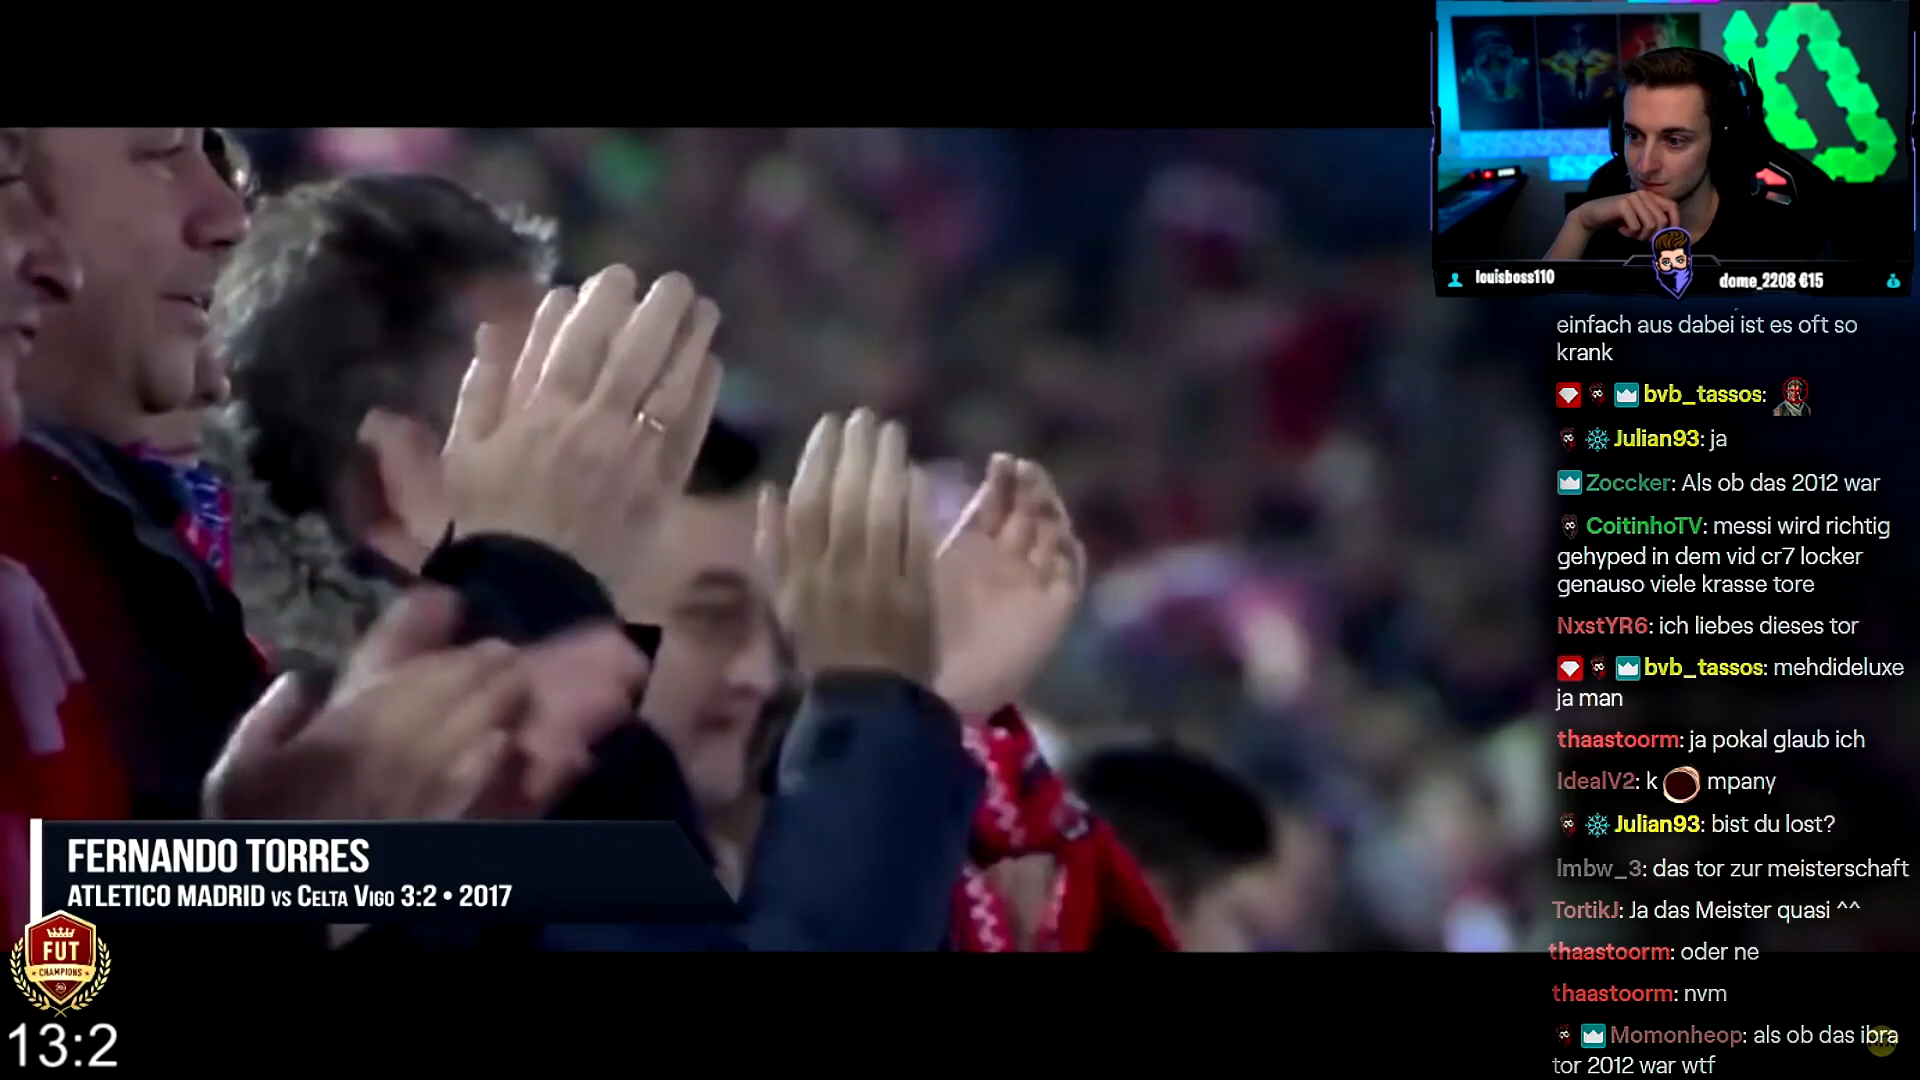 louisboss110
dome_2208 €15
einfach aus dabei ist es oft so
krank
bvb_tassos:
Julian93: ja
Zoccker: Als ob das 2012 war
CoitinhoTV: messi wird richtig
gehyped in dem vid cr7 locker
genauso viele krasse tore
NxstYR6: ich liebes dieses tor
bvb_tassos: mehdideluxe
ja man
thaastoorm: ja pokal glaub ich
IdealV2: k mpany
Julian93: bist du lost?
lmbw_3: das tor zur meisterschaft
TortikJ: Ja das Meister quasi ^^
thaastoorm: oder ne
thaastoorm: nvm
Momonheop: als ob das ibra
tor 2012 war wtf
FERNANDO TORRES
ATLETICO MADRID VS CELTA VIGO 3:2 • 2017
FUT
CHAMPIONS
13:2